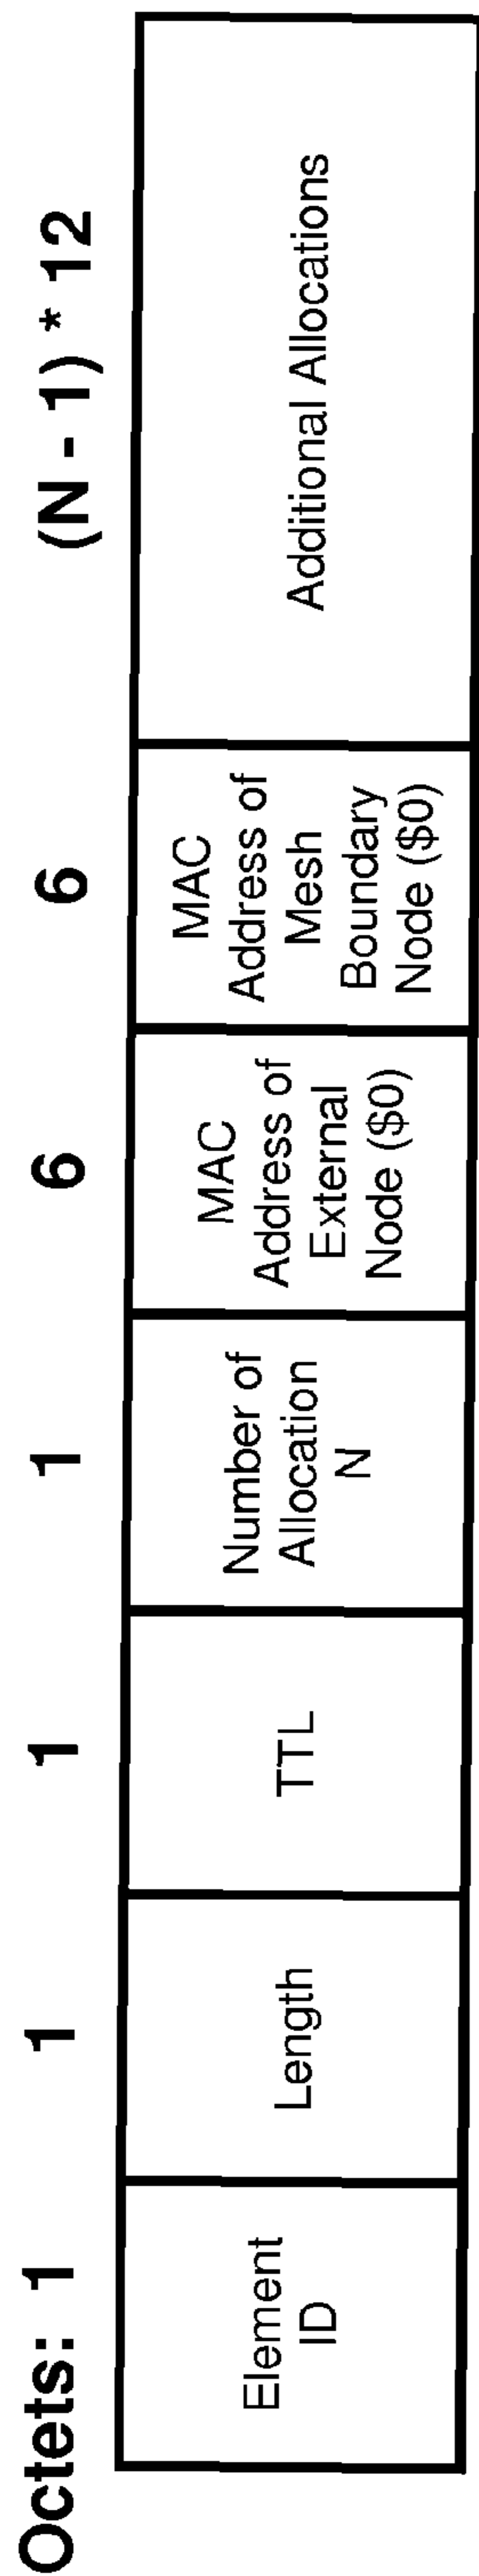 Octets: 1 1 1 1 6 6 (N - 1) * 12
Element
ID
Length
TTL
Number of
Allocation
N
MAC
Address of
External
Node ($0)
MAC
Address of
Mesh
Boundary
Node ($0)
Additional Allocations